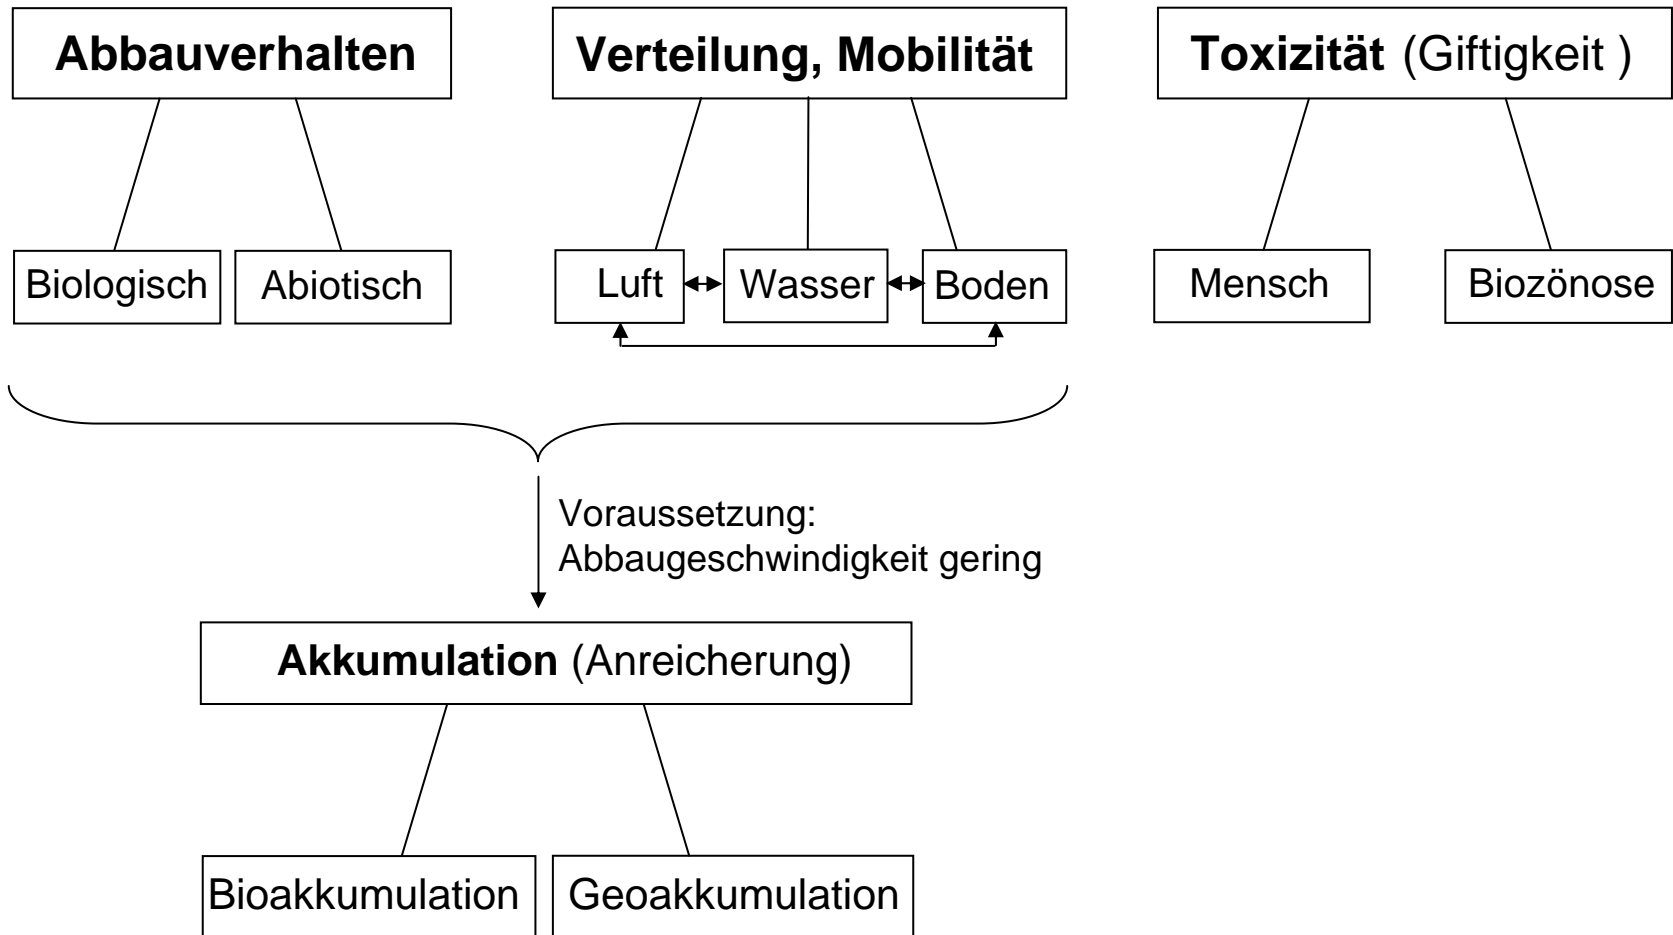 Abbauverhalten
Verteilung, Mobilität
Toxizität (Giftigkeit )
Biologisch
Abiotisch
Luft
Wasser
Boden
Mensch
Biozönose
Voraussetzung:
Abbaugeschwindigkeit gering
Akkumulation (Anreicherung)
Bioakkumulation
Geoakkumulation